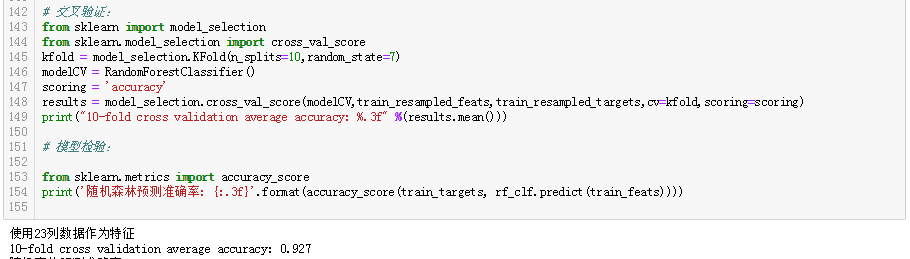 142 # 交叉验证:
143 from sklearn import model_selection
144 from sklearn.model_selection import cross_val_score
145 kfold = model_selection.KFold(n_splits=10,random_state=7)
146 modelCV = RandomForestClassifier()
147 scoring = 'accuracy'
148 results = model_selection.cross_val_score(modelCV,train_resampled_feats,train_resampled_targets,cv=kfold,scoring=scoring)
149 print("10-fold cross validation average accuracy: %.3f" %(results.mean()))
150
151 # 模型检验:
152
153 from sklearn.metrics import accuracy_score
154 print('随机森林预测准确率: {:.3f}'.format(accuracy_score(train_targets, rf_clf.predict(train_feats))))
155
使用23列数据作为特征
10-fold cross validation average accuracy: 0.927